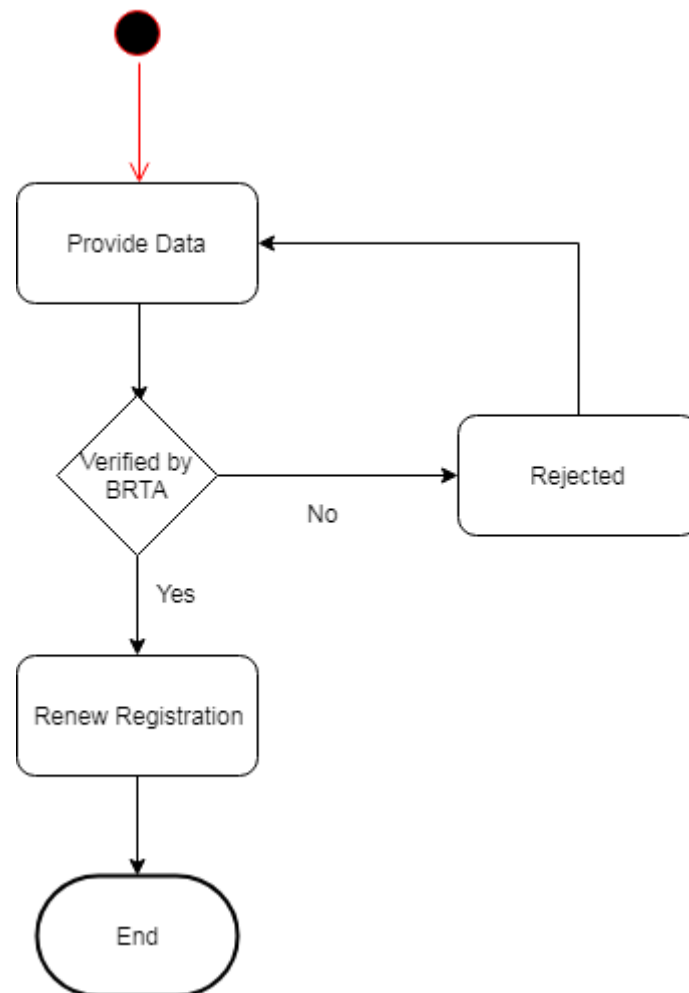 Provide Data
Verified by
BRTA
No
Rejected
Yes
Renew Registration
End